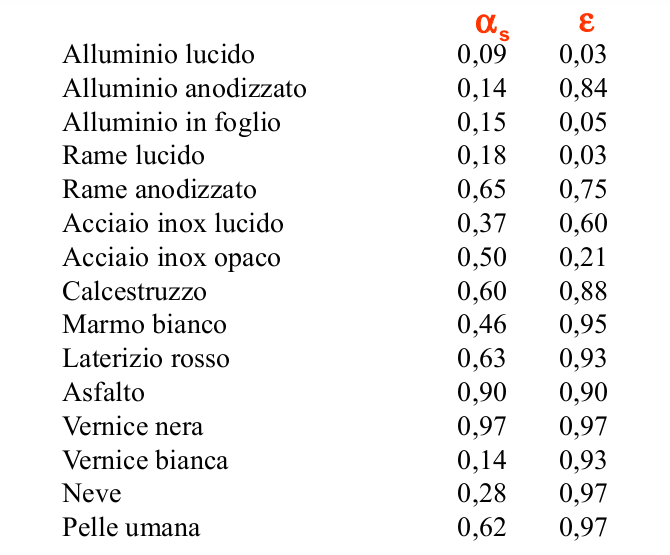 αs ε
Alluminio lucido 0,09 0,03
Alluminio anodizzato 0,14 0,84
Alluminio in foglio 0,15 0,05
Rame lucido 0,18 0,03
Rame anodizzato 0,65 0,75
Acciaio inox lucido 0,37 0,60
Acciaio inox opaco 0,50 0,21
Calcestruzzo 0,60 0,88
Marmo bianco 0,46 0,95
Laterizio rosso 0,63 0,93
Asfalto 0,90 0,90
Vernice nera 0,97 0,97
Vernice bianca 0,14 0,93
Neve 0,28 0,97
Pelle umana 0,62 0,97